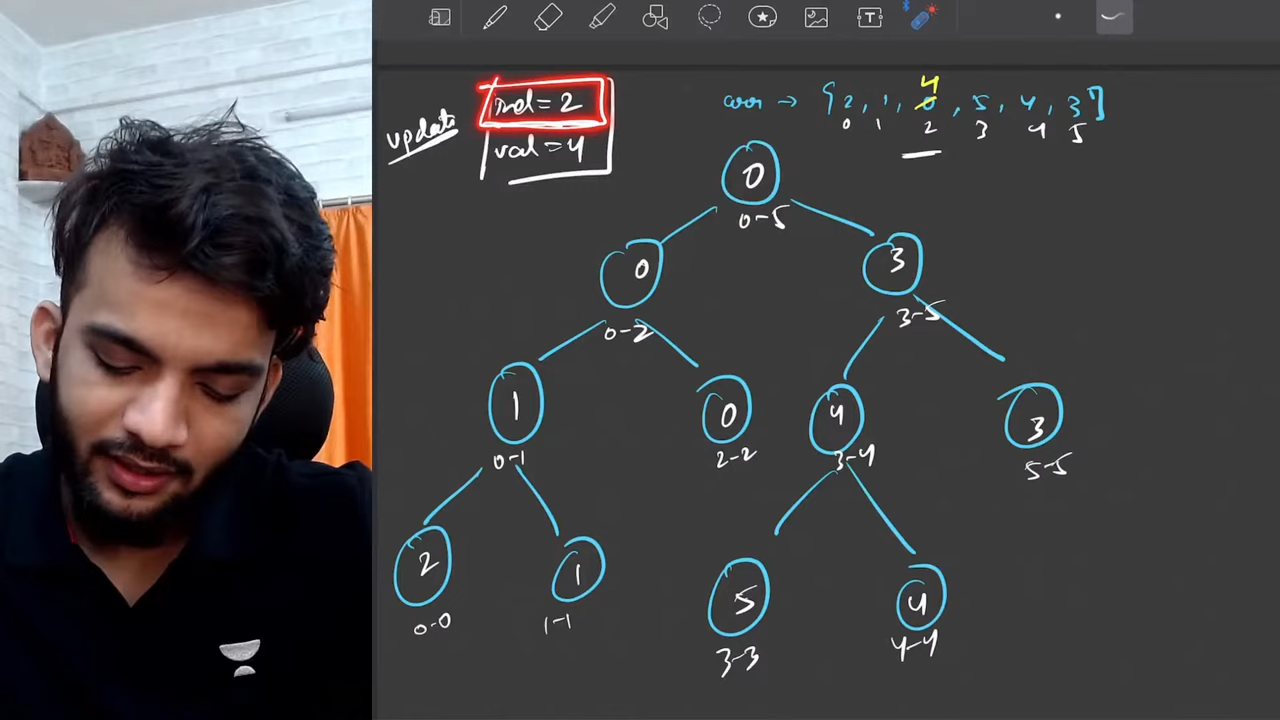 update
ind = 2
val = 4
arr → {2, 1, 0, 5, 4, 3}
4
0 1 2 3 4 5
0
0-5
0 3
0-2 3-5
1 0 4 3
0-1 2-2 3-4 5-5
2 1 5 4
0-0 1-1 3-3 4-4
T